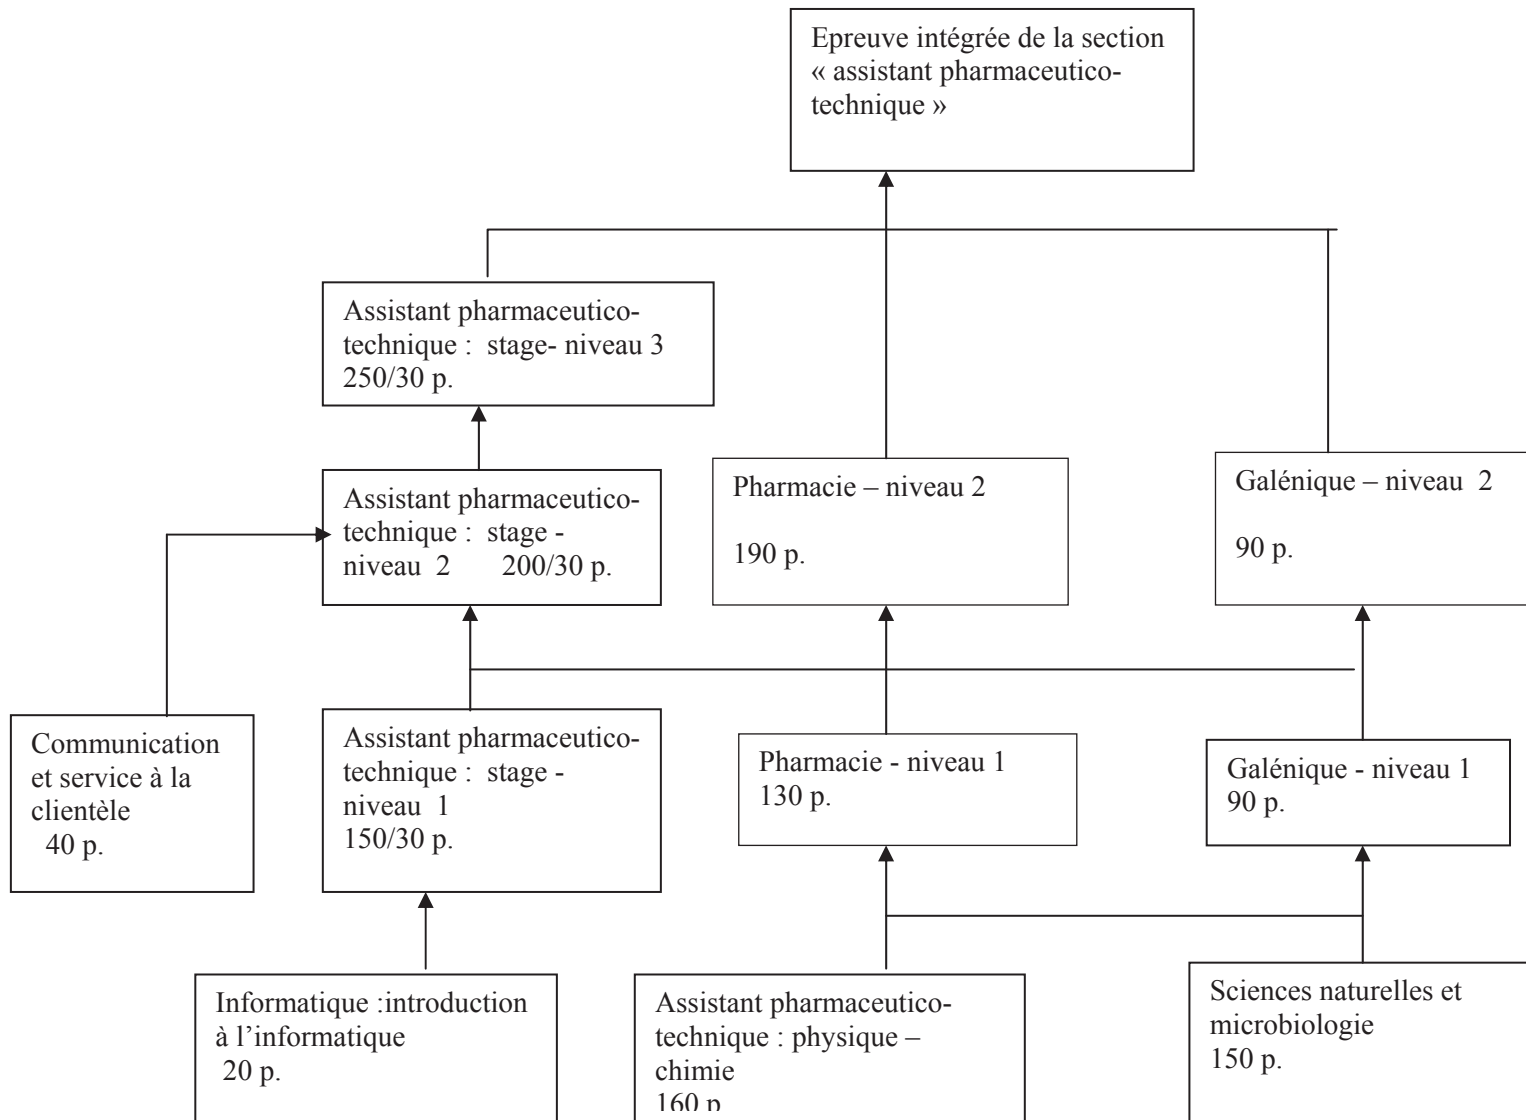 Epreuve intégrée de la section
« assistant pharmaceutico-
technique »
Assistant pharmaceutico-
technique :  stage- niveau 3
250/30 p.
Assistant pharmaceutico-
technique :  stage -
niveau  2       200/30 p.
Pharmacie – niveau 2
190 p.
Galénique – niveau  2
90 p.
Communication
et service à la
clientèle
40 p.
Assistant pharmaceutico-
technique :  stage -
niveau  1
150/30 p.
Pharmacie - niveau 1
130 p.
Galénique - niveau 1
90 p.
Informatique :introduction
à l’informatique
20 p.
Assistant pharmaceutico-
technique : physique –
chimie
160 p
Sciences naturelles et
microbiologie
150 p.